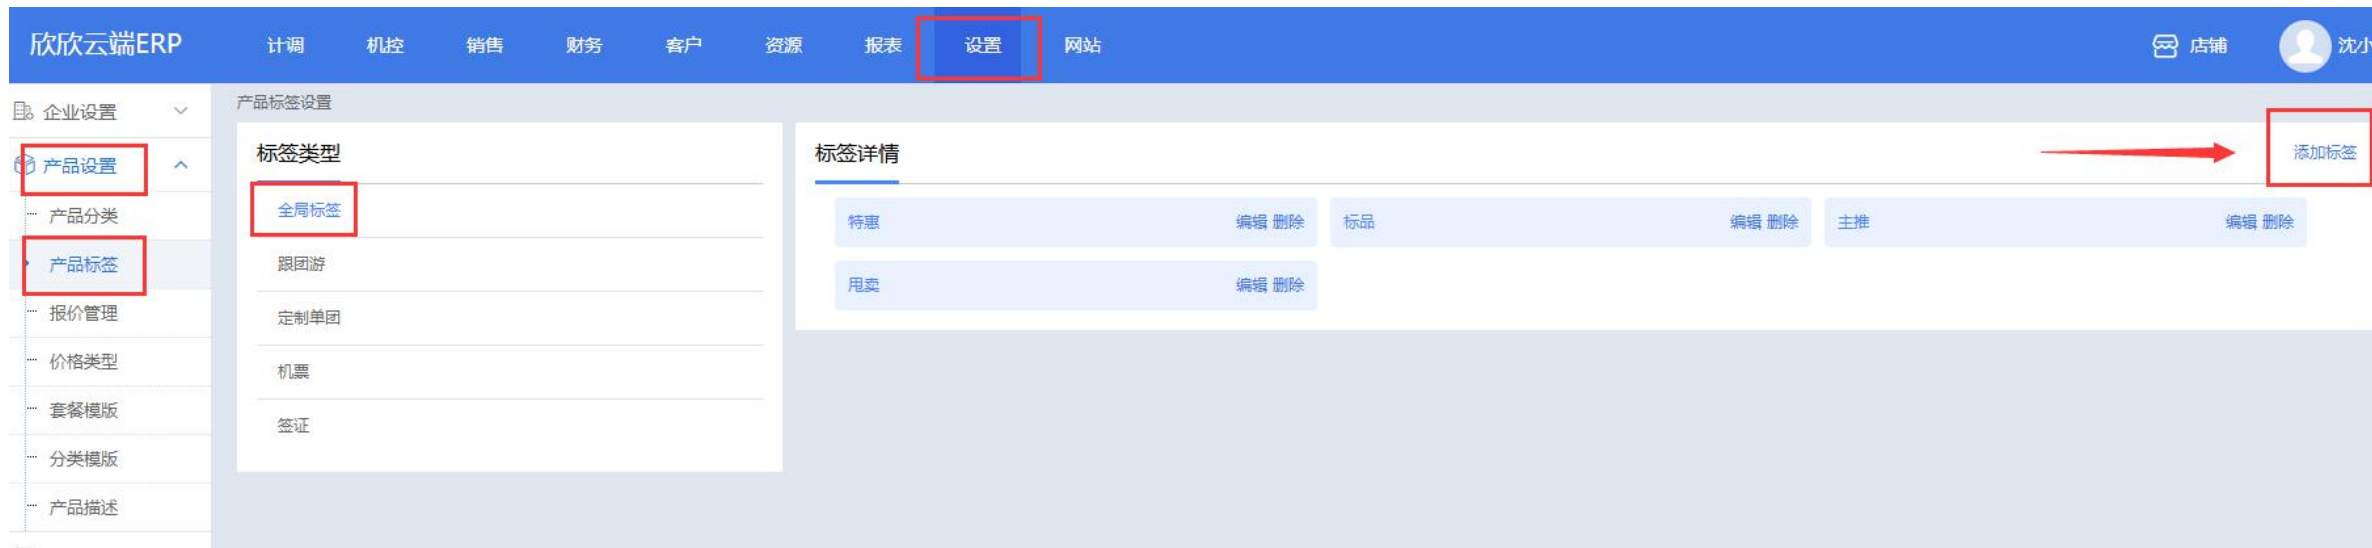 欣欣云端ERP 计调 机控 销售 财务 客户 资源 报表 设置 网站 店铺 沈小
企业设置
产品设置
产品分类
产品标签
报价管理
价格类型
套餐模版
分类模版
产品描述
产品标签设置
标签类型
全局标签
跟团游
定制单团
机票
签证
标签详情 添加标签
特惠 编辑 删除 标品 编辑 删除 主推 编辑 删除
甩卖 编辑 删除